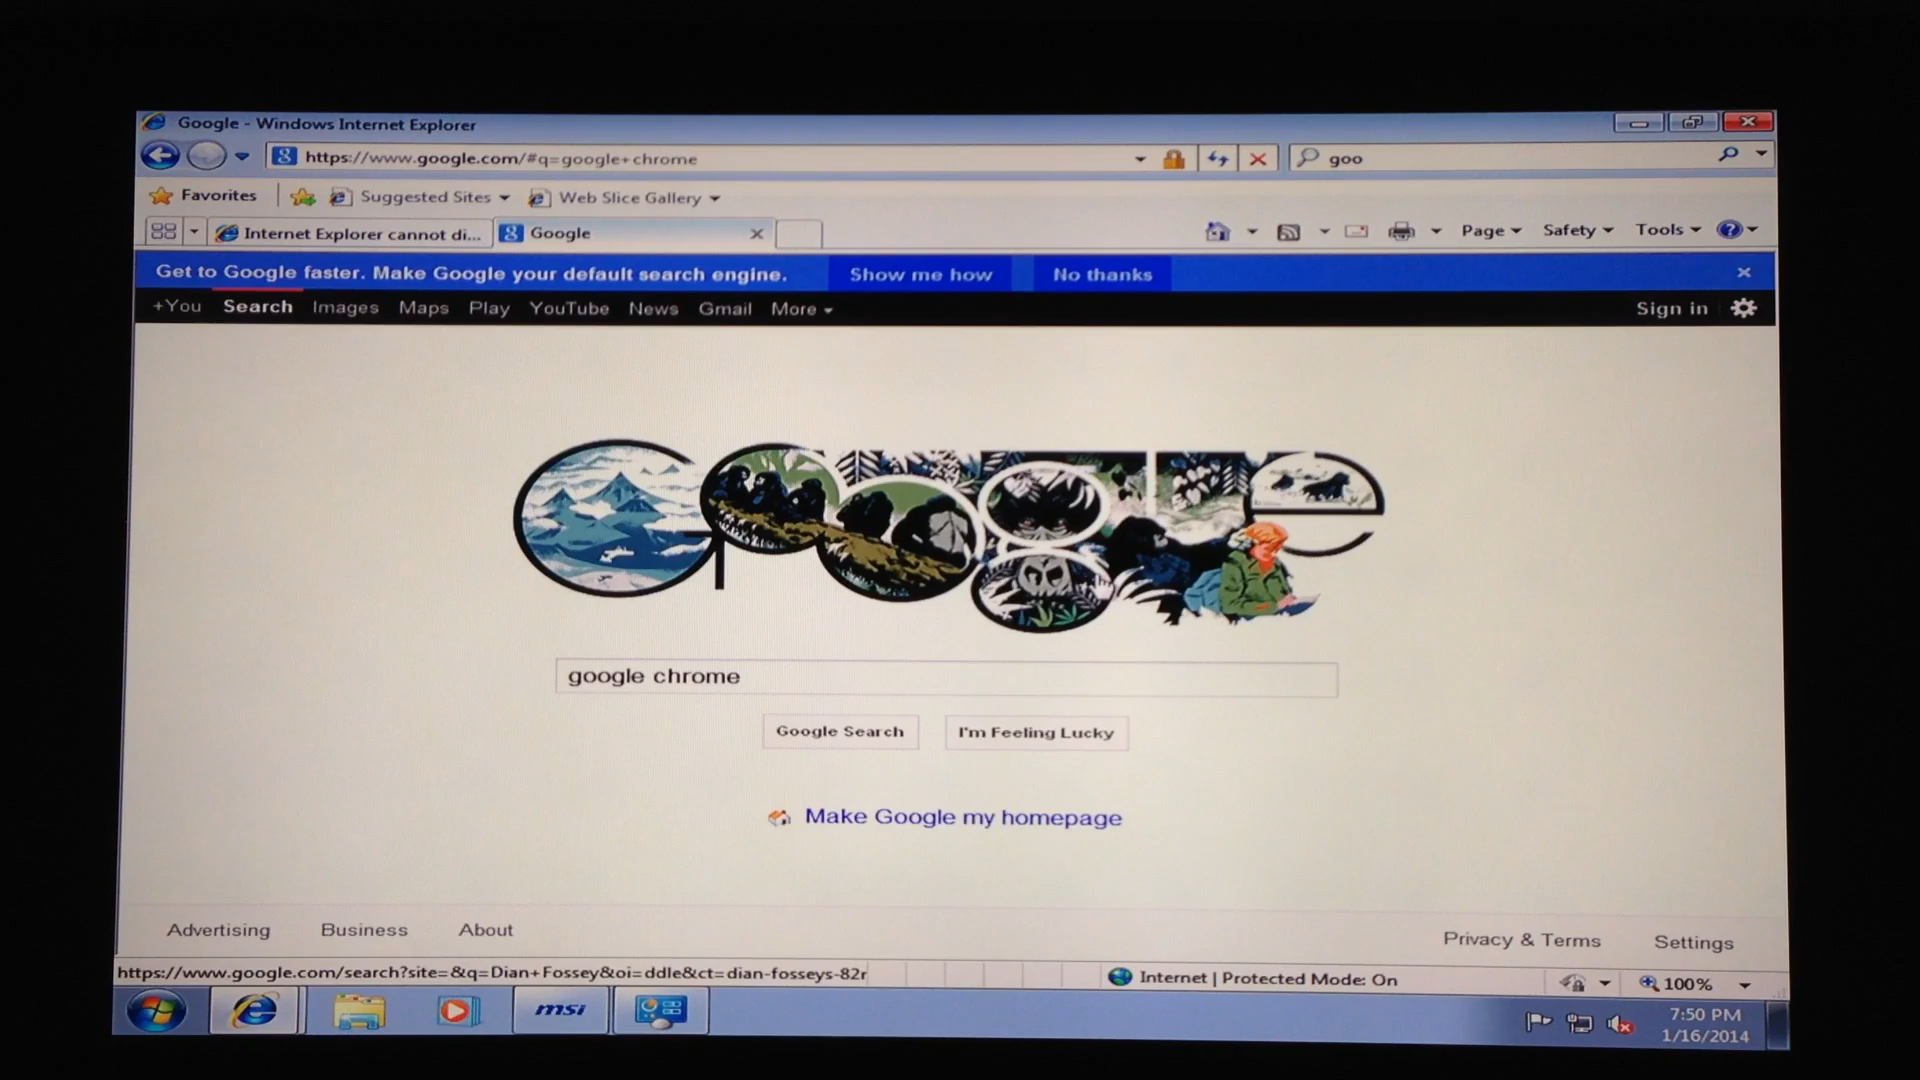 Google - Windows Internet Explorer
https://www.google.com/#q=google+chrome
goo
Favorites
Suggested Sites
Web Slice Gallery
Internet Explorer cannot di...
Google
Page
Safety
Tools
Get to Google faster. Make Google your default search engine.
Show me how
No thanks
+You Search Images Maps Play YouTube News Gmail More
Sign in
Google
google chrome
Google Search
I'm Feeling Lucky
Make Google my homepage
Advertising Business About
Privacy & Terms Settings
https://www.google.com/search?site=&q=Dian+Fossey&oi=ddle&ct=dian-fosseys-82r
Internet | Protected Mode: On
100%
msi
7:50 PM
1/16/2014